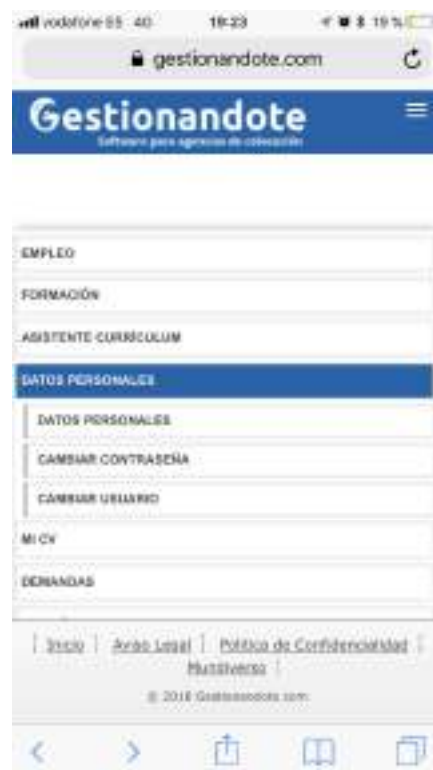 vodafone ES 4G 19:23 19 %
gestionandote.com
Gestionandote
Software para agencias de colocación
EMPLEO
FORMACIÓN
ASISTENTE CURRÍCULUM
DATOS PERSONALES
DATOS PERSONALES
CAMBIAR CONTRASEÑA
CAMBIAR USUARIO
MI CV
DEMANDAS
| Inicio | Aviso Legal | Política de Confidencialidad |
Multiverso |
© 2018 Gestionandote.com